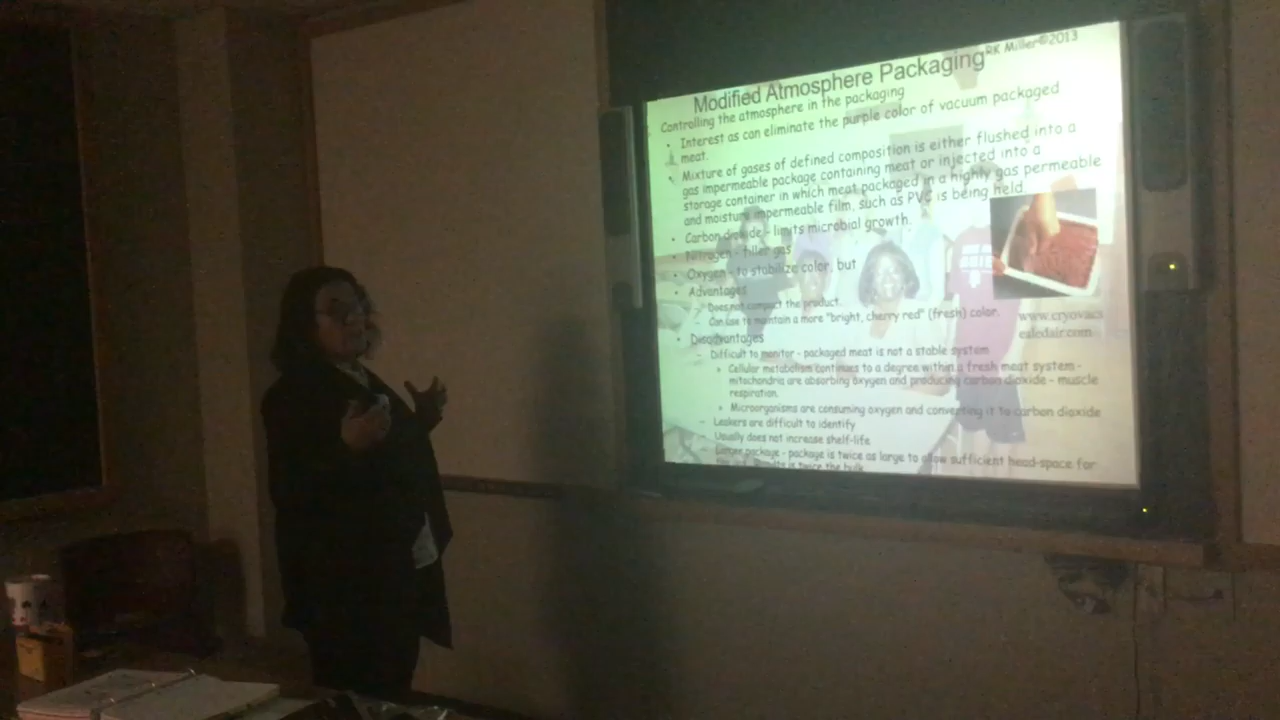 RK Miller©2013
Modified Atmosphere Packaging
Controlling the atmosphere in the packaging
• Interest as can eliminate the purple color of vacuum packaged
meat.
• Mixture of gases of defined composition is either flushed into a
gas impermeable package containing meat or injected into a
storage container in which meat packaged in a highly gas permeable
and moisture impermeable film, such as PVC is being held.
• Carbon dioxide - limits microbial growth.
• Nitrogen - filler gas
• Oxygen - to stabilize color, but
• Advantages
– Does not compact the product.
– Can use to maintain a more "bright, cherry red" (fresh) color.
www.cryovacs
ealedair.com
• Disadvantages
– Difficult to monitor - packaged meat is not a stable system
» Cellular metabolism continues to a degree within a fresh meat system -
mitochondria are absorbing oxygen and producing carbon dioxide - muscle
respiration.
» Microorganisms are consuming oxygen and converting it to carbon dioxide
– Leakers are difficult to identify
– Usually does not increase shelf-life
– Larger package - package is twice as large to allow sufficient head-space for
is twice the bulk